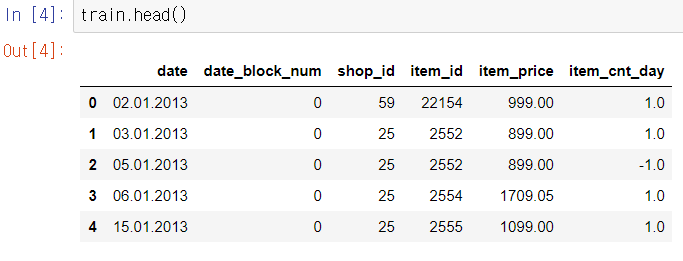 In [4]: train.head()
Out[4]:
date date_block_num shop_id item_id item_price item_cnt_day
0 02.01.2013 0 59 22154 999.00 1.0
1 03.01.2013 0 25 2552 899.00 1.0
2 05.01.2013 0 25 2552 899.00 -1.0
3 06.01.2013 0 25 2554 1709.05 1.0
4 15.01.2013 0 25 2555 1099.00 1.0